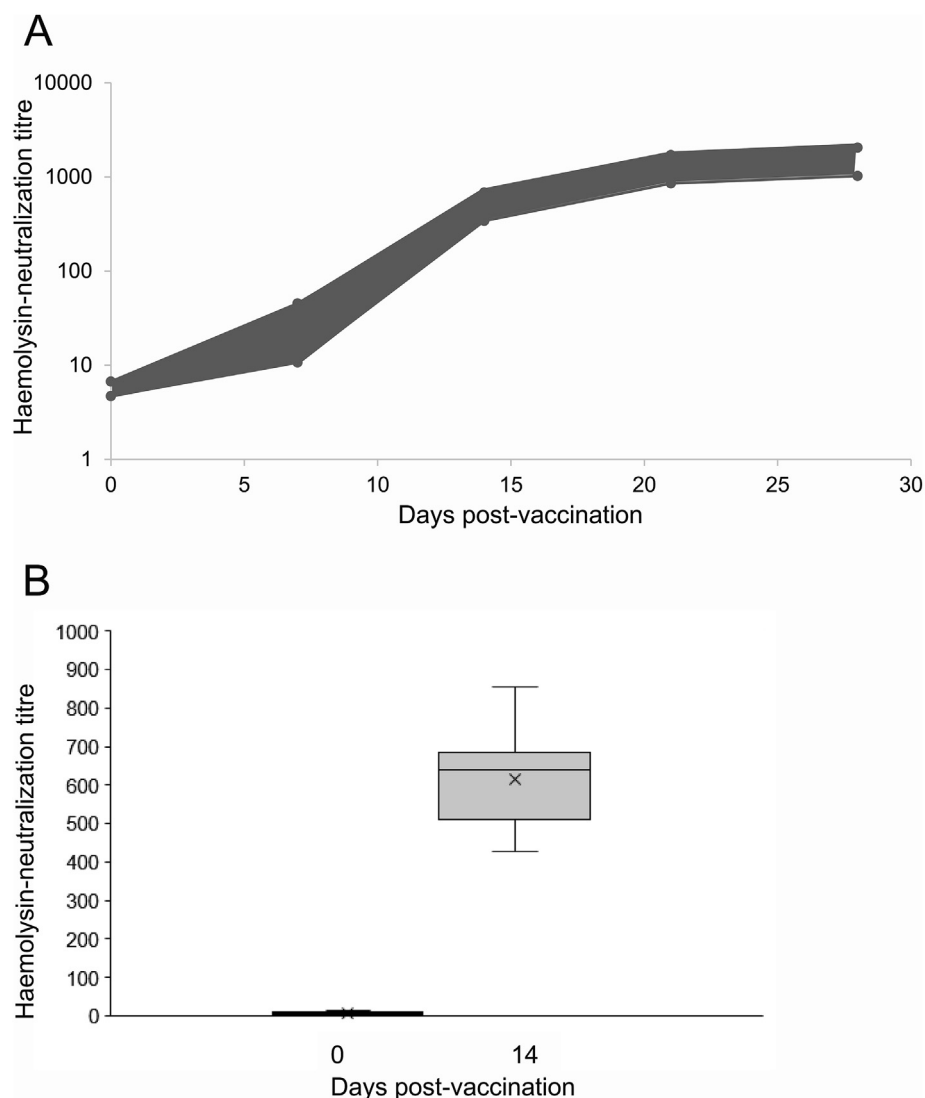 A
Haemolysin-neutralization titre
10000
1000
100
10
1
0 5 10 15 20 25 30
Days post-vaccination
B
Haemolysin-neutralization titre
1000
900
800
700
600
500
400
300
200
100
0
0 14
Days post-vaccination